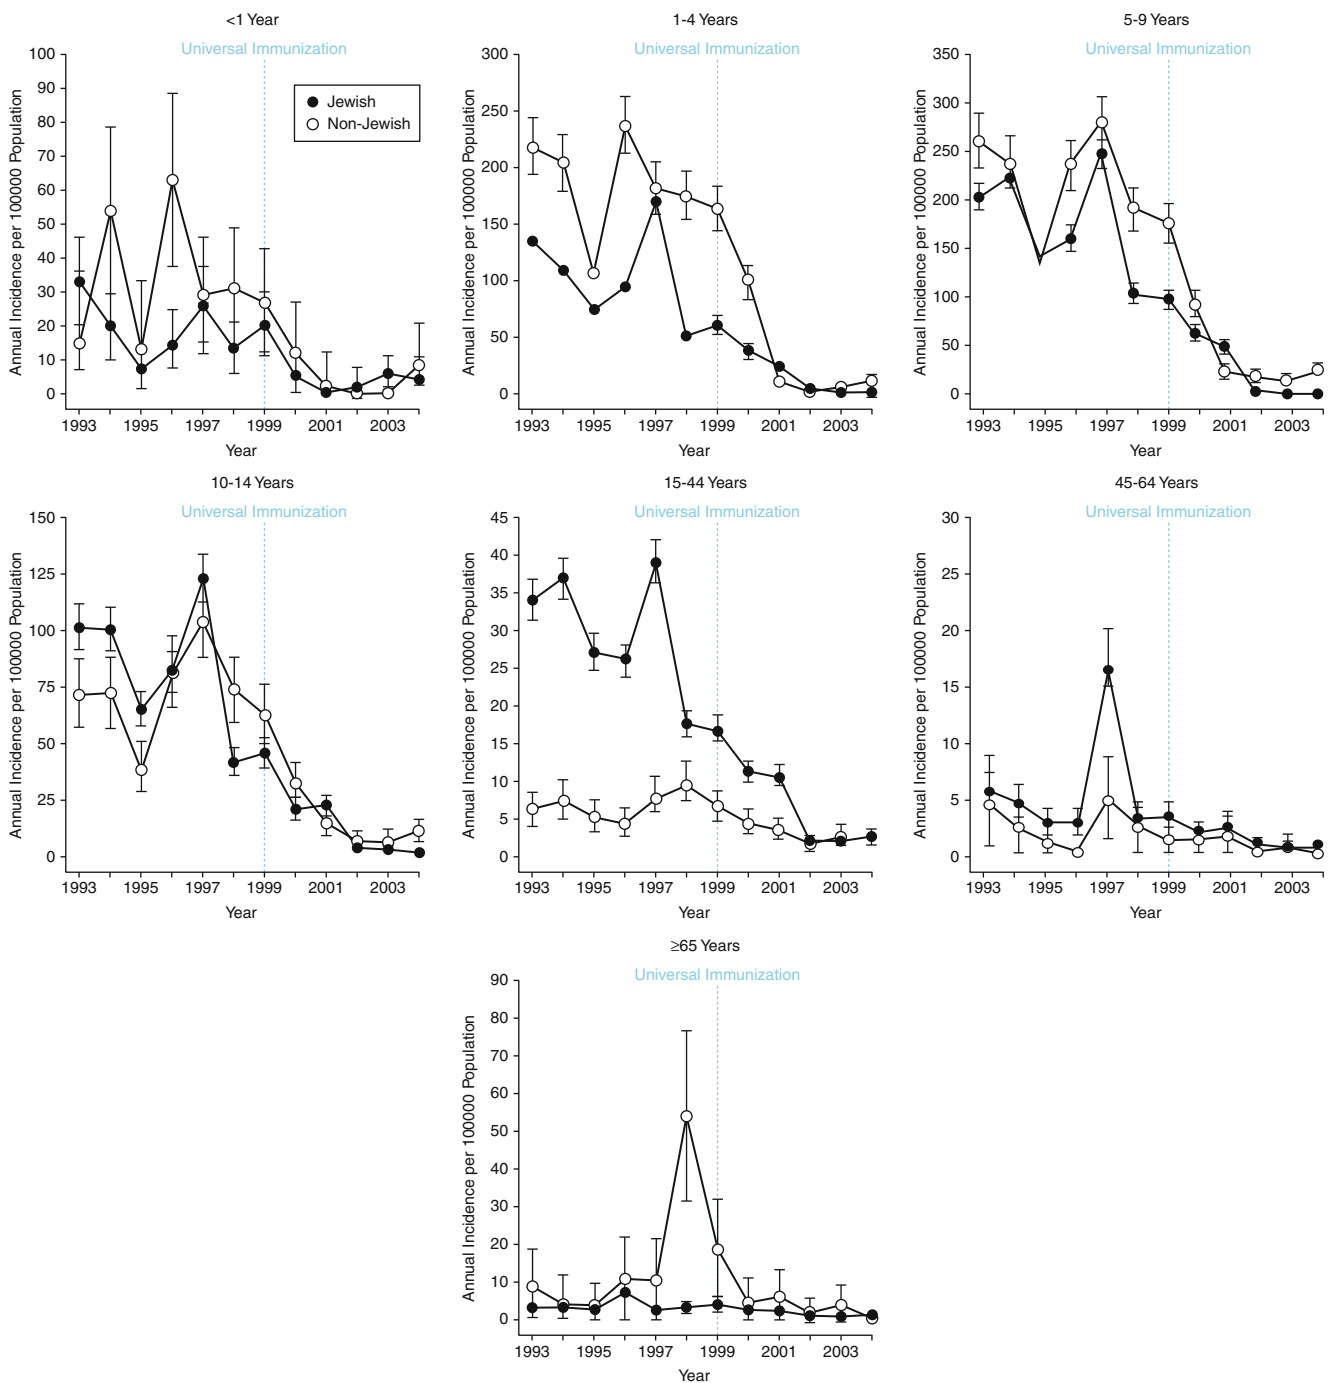 <1 Year
Universal Immunization
Annual Incidence per 100000 Population
100
90
80
70
60
50
40
30
20
10
0
Jewish
Non-Jewish
1993 1995 1997 1999 2001 2003
Year
1-4 Years
Universal Immunization
Annual Incidence per 100000 Population
300
250
200
150
100
50
0
1993 1995 1997 1999 2001 2003
Year
5-9 Years
Universal Immunization
Annual Incidence per 100000 Population
350
300
250
200
150
100
50
0
1993 1995 1997 1999 2001 2003
Year
10-14 Years
Universal Immunization
Annual Incidence per 100000 Population
150
125
100
75
50
25
0
1993 1995 1997 1999 2001 2003
Year
15-44 Years
Universal Immunization
Annual Incidence per 100000 Population
45
40
35
30
25
20
15
10
5
0
1993 1995 1997 1999 2001 2003
Year
45-64 Years
Universal Immunization
Annual Incidence per 100000 Population
30
25
20
15
10
5
0
1993 1995 1997 1999 2001 2003
Year
≥65 Years
Universal Immunization
Annual Incidence per 100000 Population
90
80
70
60
50
40
30
20
10
0
1993 1995 1997 1999 2001 2003
Year